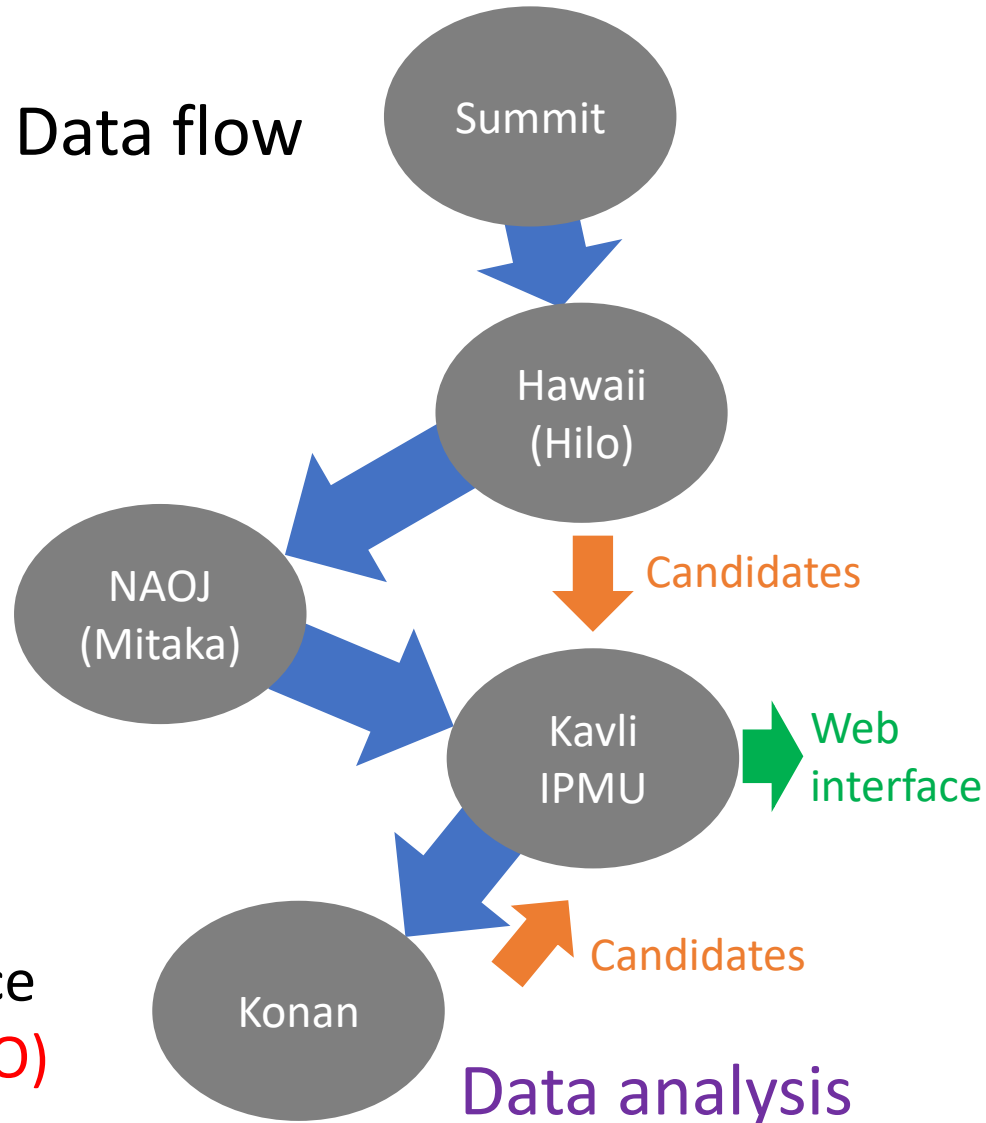 Data flow
Summit
Hawaii
(Hilo)
Candidates
NAOJ
(Mitaka)
Kavli
IPMU
Web
interface
Candidates
Konan
Data analysis